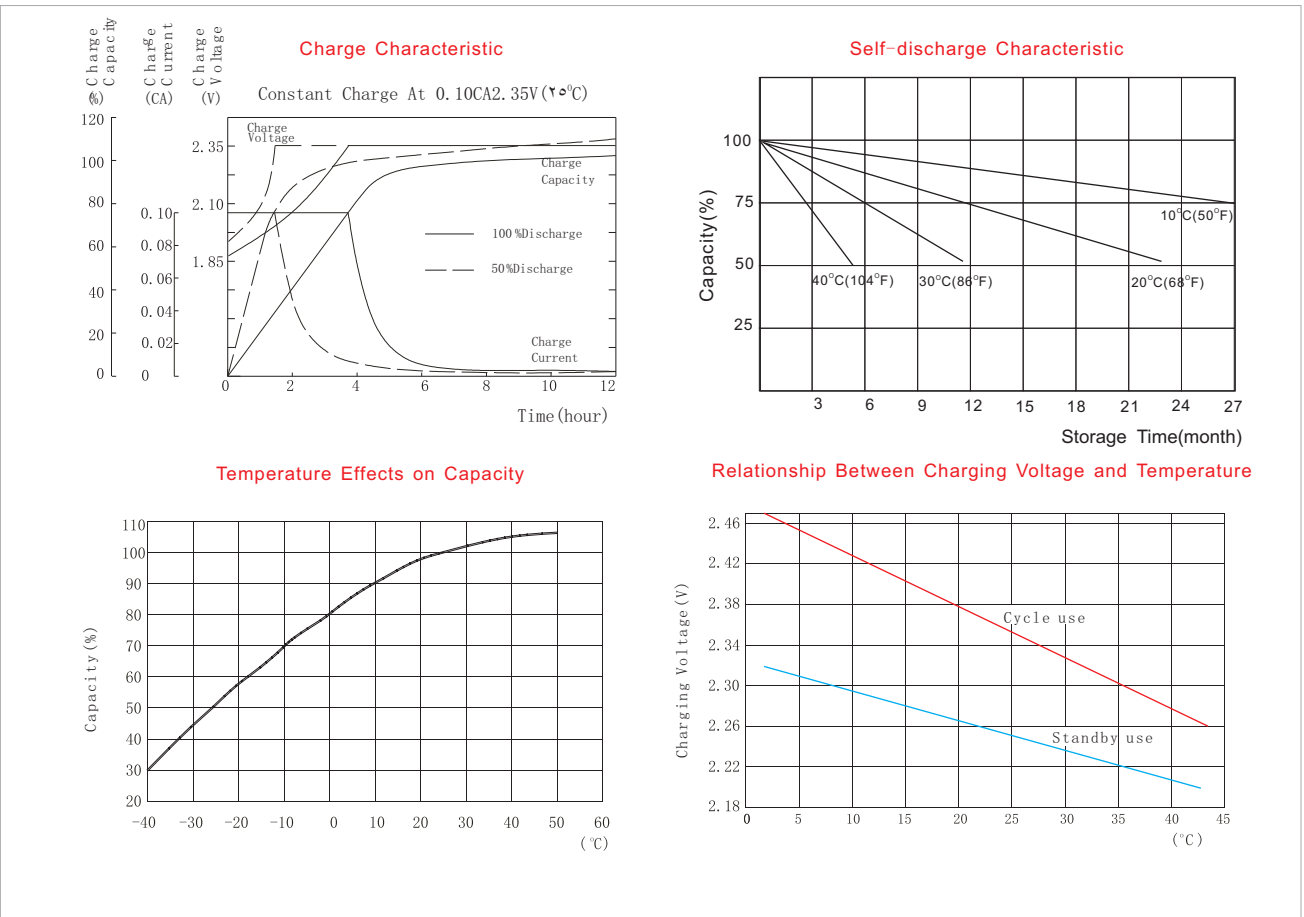 Charge Characteristic
(%) Charge Capacity
(CA) Charge Current
(V) Charge Voltage
Constant Charge At 0.10CA2.35V(٢٥⁰C)
120
100
80
60
40
20
0
0.10
0.08
0.06
0.04
0.02
0
2.35
2.10
1.85
Charge
Voltage
Charge
Capacity
100%Discharge
50%Discharge
Charge
Current
0 2 4 6 8 10 12
Time(hour)
Self-discharge Characteristic
Capacity(%)
100
75
50
25
10°C(50°F)
40°C(104°F) 30°C(86°F) 20°C(68°F)
3 6 9 12 15 18 21 24 27
Storage Time(month)
Temperature Effects on Capacity
Capacity(%)
110
100
90
80
70
60
50
40
30
20
-40 -30 -20 -10 0 10 20 30 40 50 60
(°C)
Relationship Between Charging Voltage and Temperature
Charging Voltage(V)
2.46
2.42
2.38
2.34
2.30
2.26
2.22
2.18
Cycle use
Standby use
0 5 10 15 20 25 30 35 40 45
(°C)